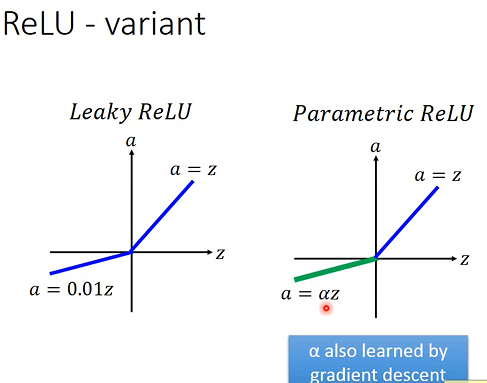 ReLU - variant
Leaky ReLU
a
a = z
z
a = 0.01z
Parametric ReLU
a
a = z
z
a = αz
α also learned by
gradient descent